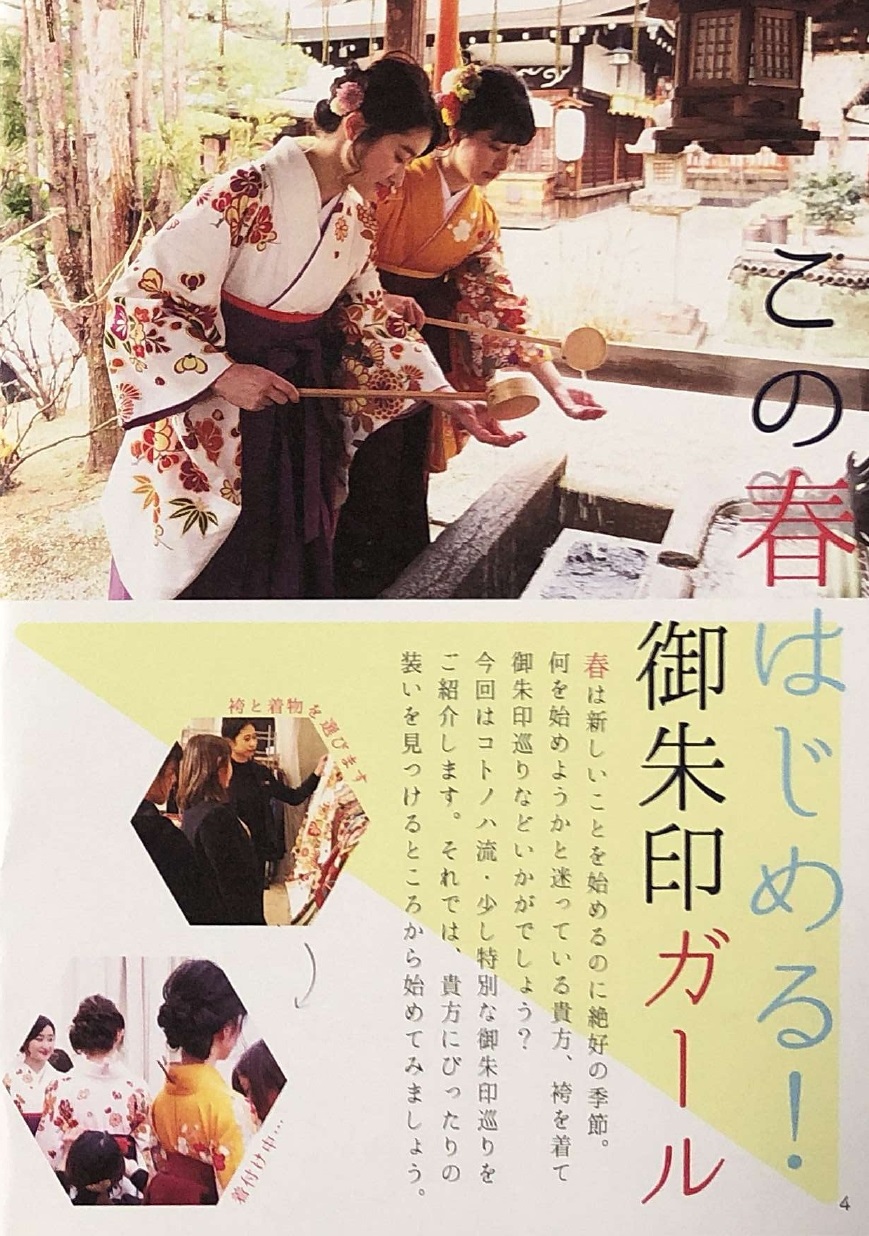 この春はじめる！
御朱印ガール
春は新しいことを始めるのに絶好の季節。
何を始めようかと迷っている貴方、袴を着て
御朱印巡りなどいかがでしょう？
今回はコトノハ流・少し特別な御朱印巡りを
ご紹介します。それでは、貴方にぴったりの
装いを見つけるところから始めてみましょう。
袴と着物を選びます
着付け中…
4